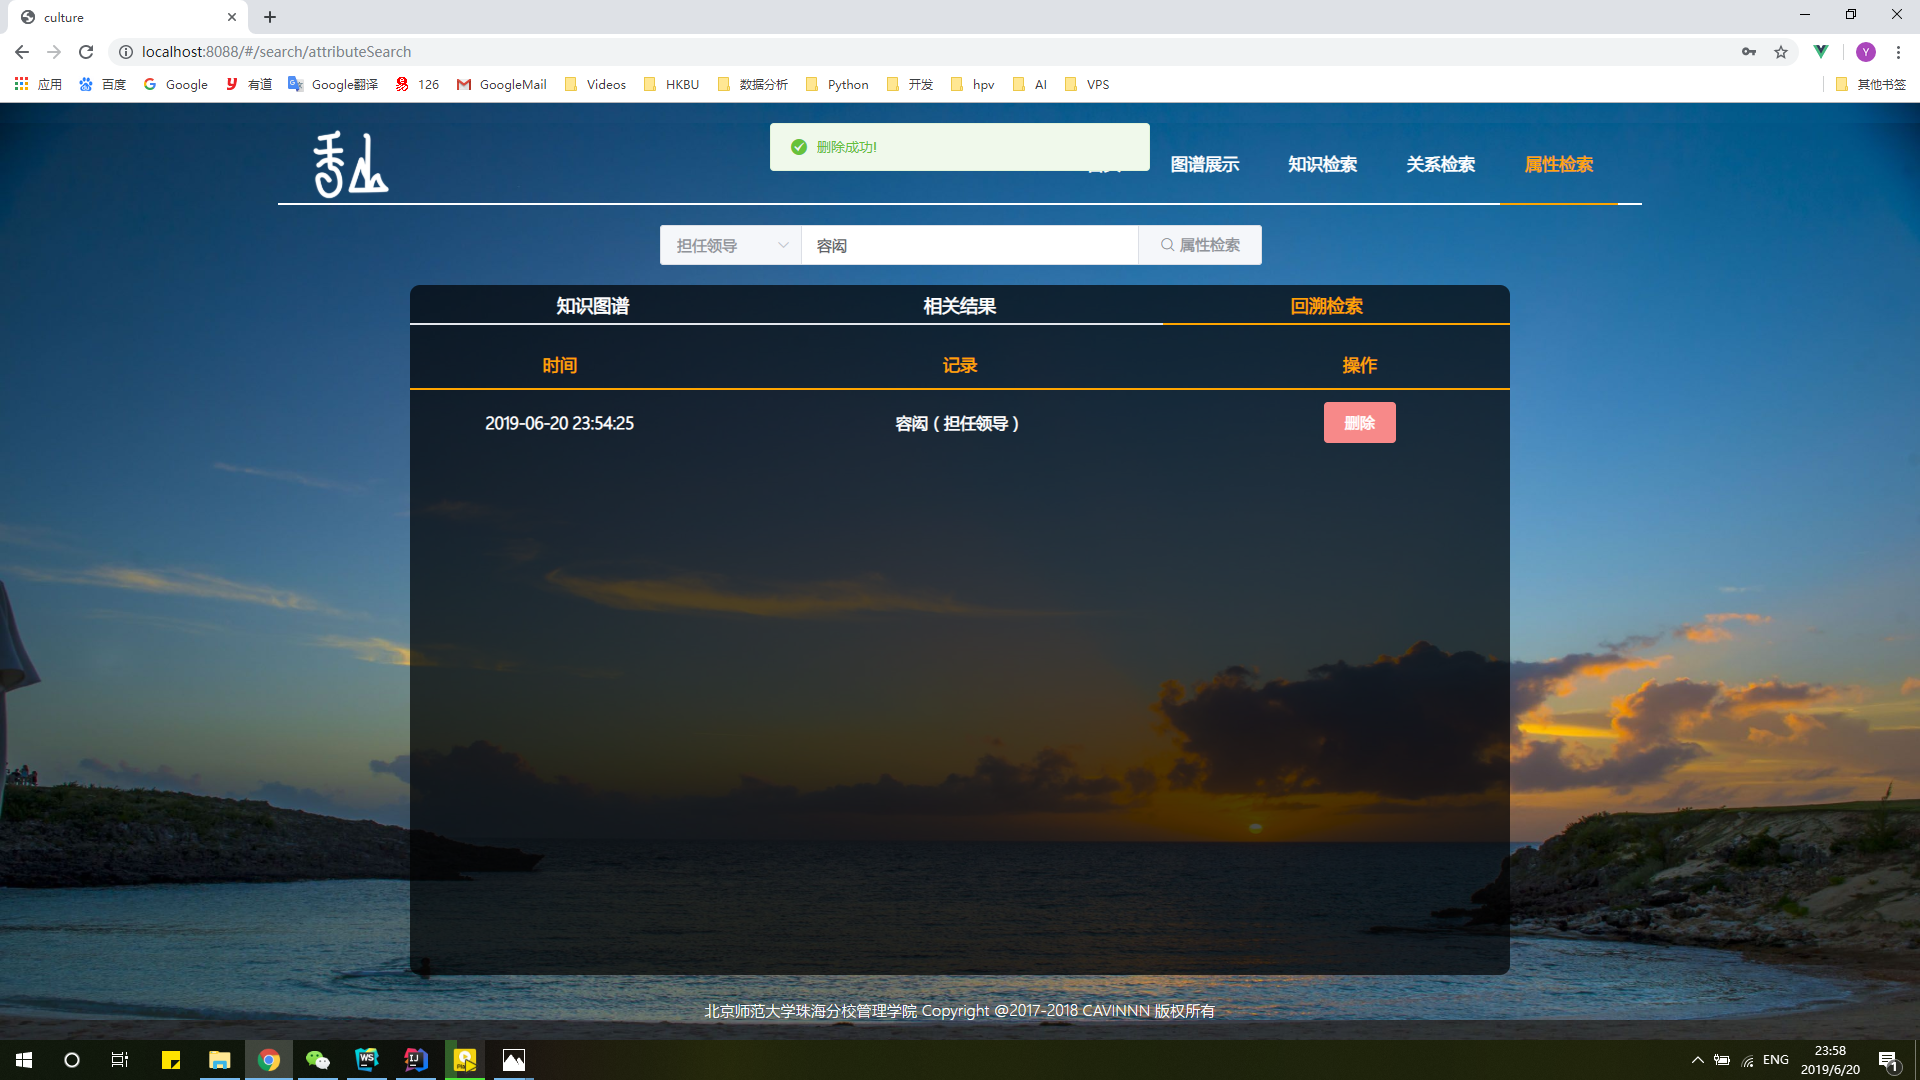 culture
localhost:8088/#/search/attributeSearch
应用 百度 Google 有道 Google翻译 126 GoogleMail Videos HKBU 数据分析 Python 开发 hpv AI VPS 其他书签
香山
删除成功!
图谱展示 知识检索 关系检索 属性检索
担任领导 容闳 属性检索
知识图谱 相关结果 回溯检索
时间 记录 操作
2019-06-20 23:54:25 容闳 ( 担任领导 ) 删除
北京师范大学珠海分校管理学院 Copyright @2017-2018 CAVINNN 版权所有
ENG
23:58
2019/6/20
1